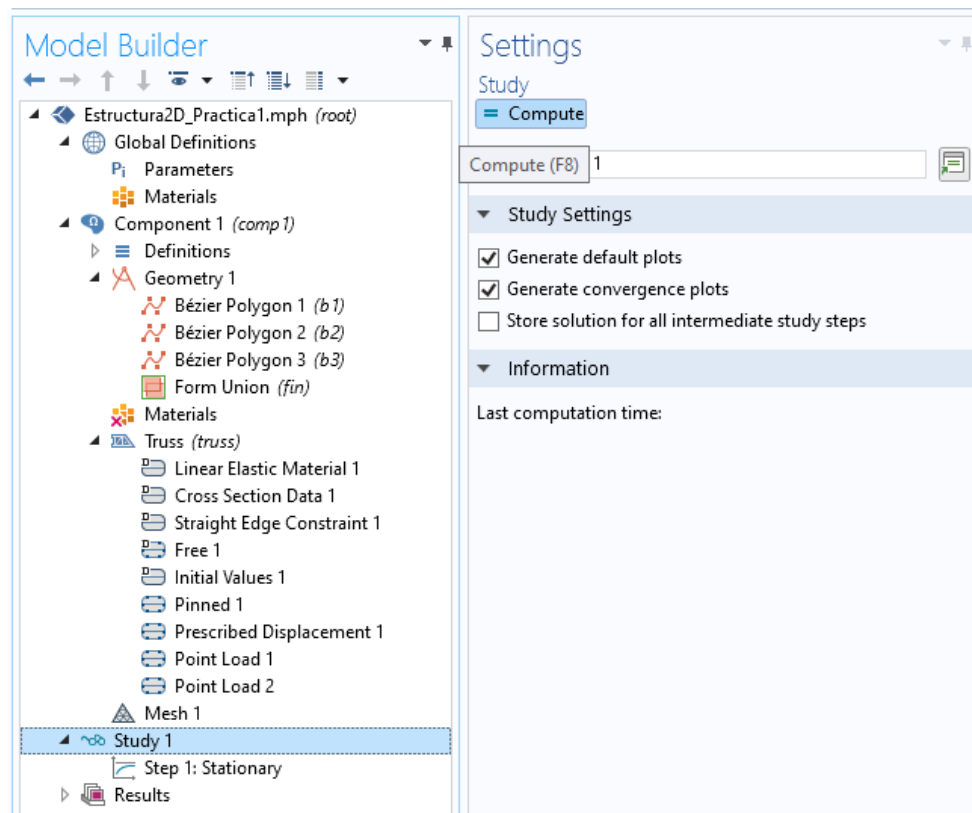 Model Builder
Estructura2D_Practica1.mph (root)
Global Definitions
Pi Parameters
Materials
Component 1 (comp1)
Definitions
Geometry 1
Bézier Polygon 1 (b1)
Bézier Polygon 2 (b2)
Bézier Polygon 3 (b3)
Form Union (fin)
Materials
Truss (truss)
Linear Elastic Material 1
Cross Section Data 1
Straight Edge Constraint 1
Free 1
Initial Values 1
Pinned 1
Prescribed Displacement 1
Point Load 1
Point Load 2
Mesh 1
Study 1
Step 1: Stationary
Results
Settings
Study
= Compute
Compute (F8) 1
Study Settings
Generate default plots
Generate convergence plots
Store solution for all intermediate study steps
Information
Last computation time: